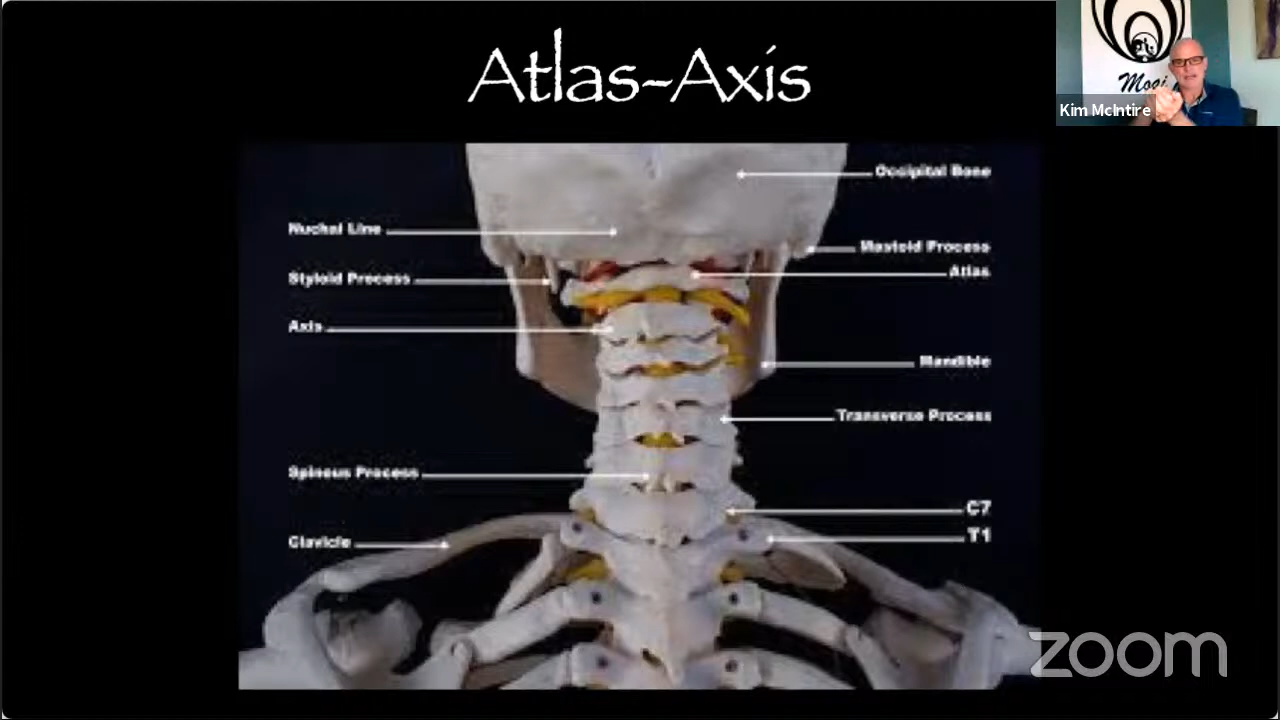 Atlas-Axis
Kim McIntire
Occipital Bone
Nuchal Line
Mastoid Process
Atlas
Styloid Process
Axis
Mandible
Transverse Process
Spinous Process
C7
T1
Clavicle
zoom